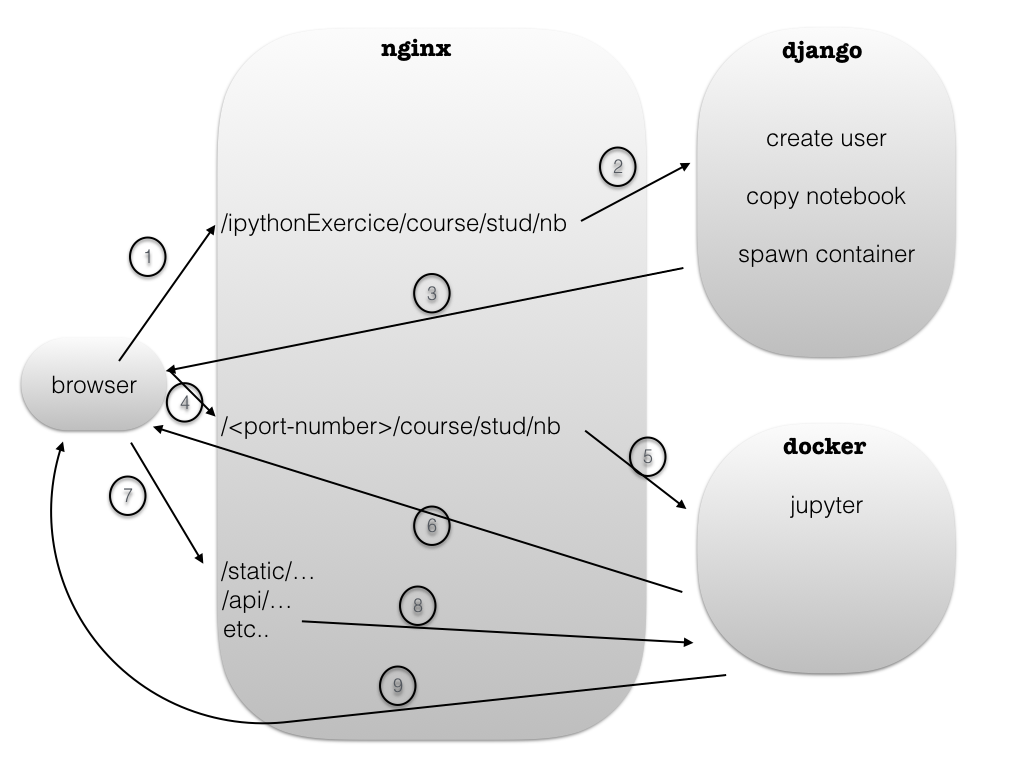 nginx
django
create user
copy notebook
spawn container
2
/ipythonExercice/course/stud/nb
1
3
browser
4
/<port-number>/course/stud/nb
docker
5
jupyter
7
6
/static/...
/api/...
etc..
8
9